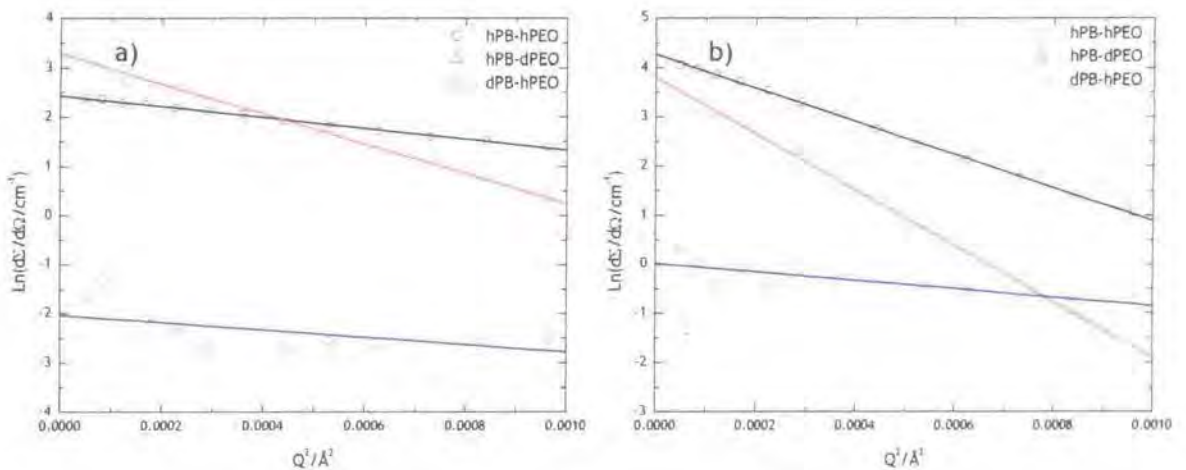 a)
hPB-hPEO
hPB-dPEO
dPB-hPEO
4
3
2
1
0
-1
-2
-3
-4
Ln(dΣ/dΩ/cm⁻¹)
0.0000
0.0002
0.0004
0.0006
0.0008
0.0010
Q²/Å²
b)
hPB-hPEO
hPB-dPEO
dPB-hPEO
5
4
3
2
1
0
-1
-2
-3
Ln(dΣ/dΩ/cm⁻¹)
0.0000
0.0002
0.0004
0.0006
0.0008
0.0010
Q²/Å²